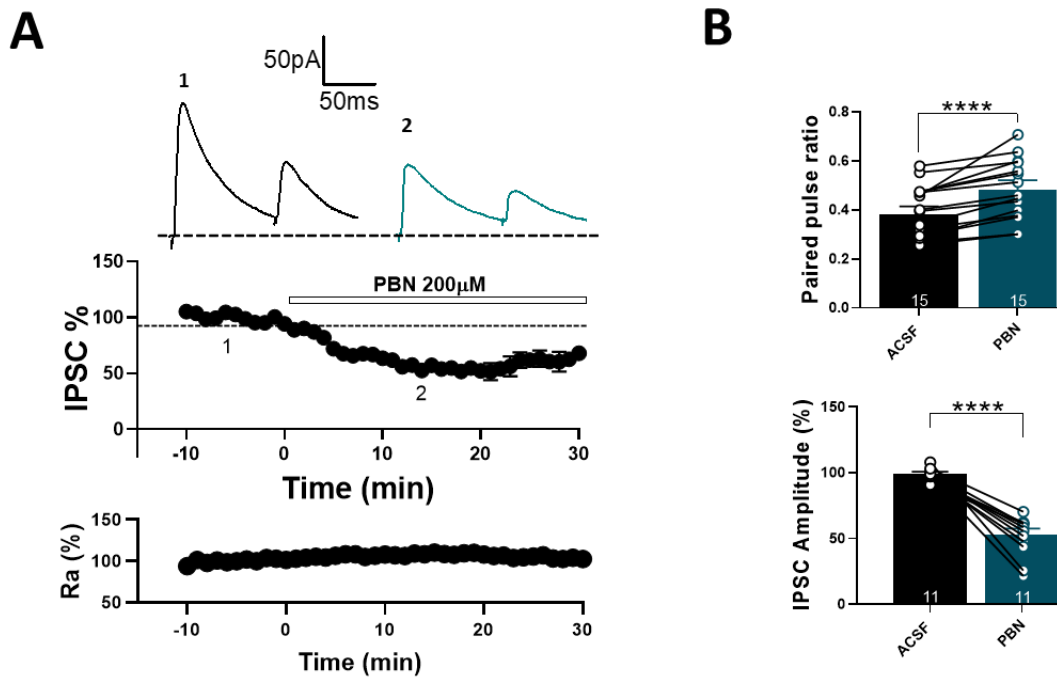 A
50pA
50ms
1
2
150
100
50
0
IPSC %
PBN 200μM
1
2
-10
0
10
20
30
Time (min)
150
100
50
Ra (%)
-10
0
10
20
30
Time (min)
B
****
0.8
0.6
0.4
0.2
0.0
Paired pulse ratio
15
15
ACSF
PBN
****
150
100
50
0
IPSC Amplitude (%)
11
11
ACSF
PBN